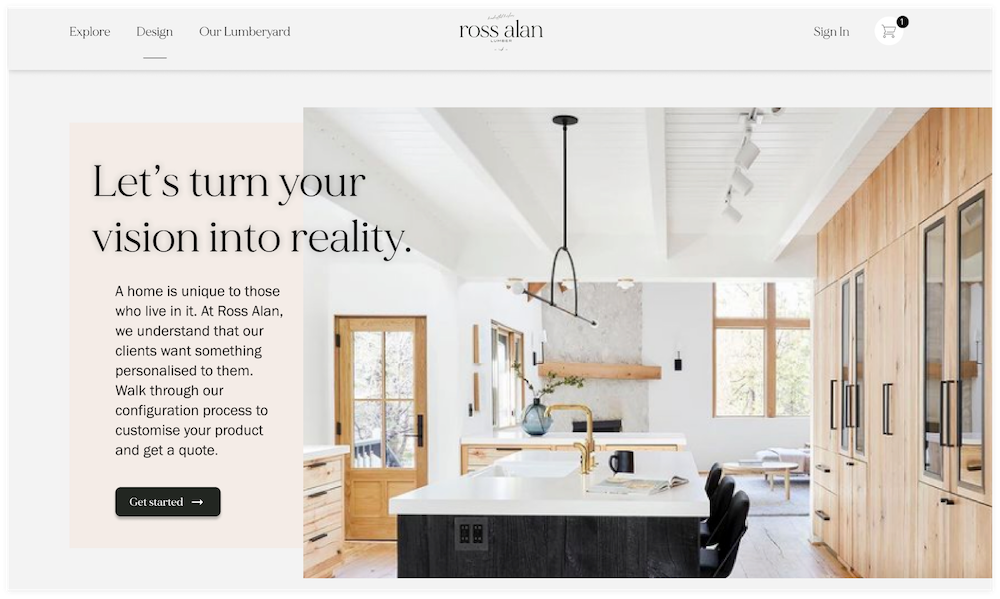 Explore
Design
Our Lumberyard
ross alan
LUMBER
Sign In
1
Let's turn your
vision into reality.
A home is unique to those
who live in it. At Ross Alan,
we understand that our
clients want something
personalised to them.
Walk through our
configuration process to
customise your product
and get a quote.
Get started →